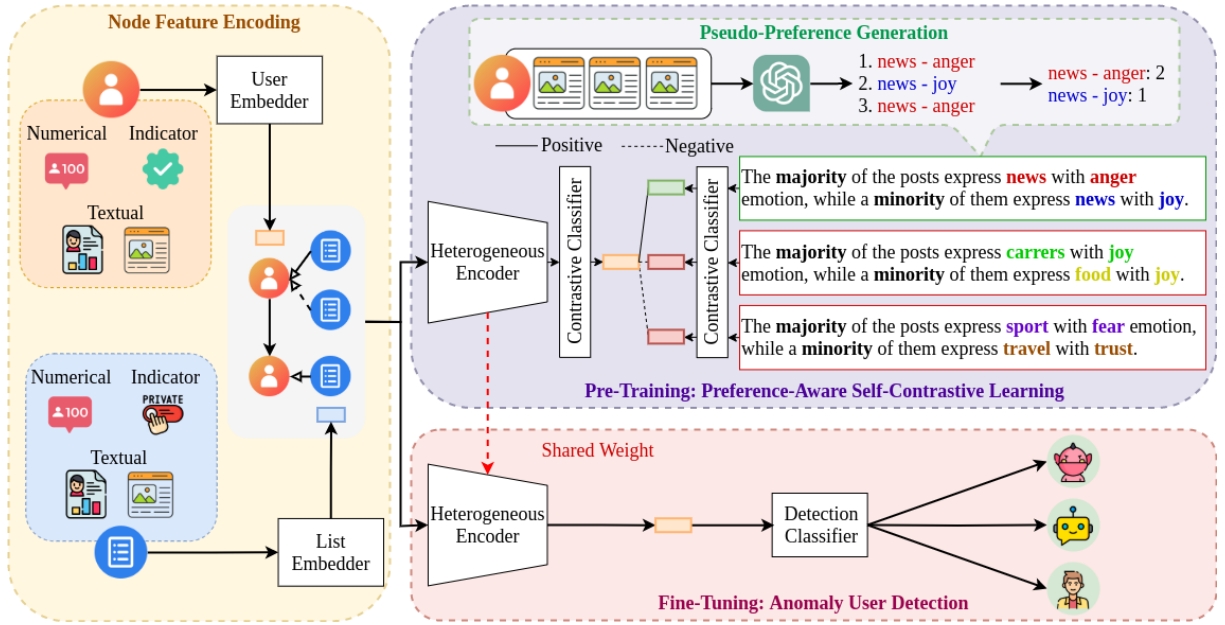 Node Feature Encoding
User
Embedder
Numerical
Indicator
100
Textual
Numerical
Indicator
100
PRIVATE
Textual
List
Embedder
Pseudo-Preference Generation
1. news - anger
2. news - joy
3. news - anger
news - anger: 2
news - joy: 1
Positive
Negative
Heterogeneous
Encoder
Contrastive Classifier
Contrastive Classifier
The majority of the posts express news with anger
emotion, while a minority of them express news with joy.
The majority of the posts express carrers with joy
emotion, while a minority of them express food with joy.
The majority of the posts express sport with fear emotion,
while a minority of them express travel with trust.
Pre-Training: Preference-Aware Self-Contrastive Learning
Shared Weight
Heterogeneous
Encoder
Detection
Classifier
Fine-Tuning: Anomaly User Detection